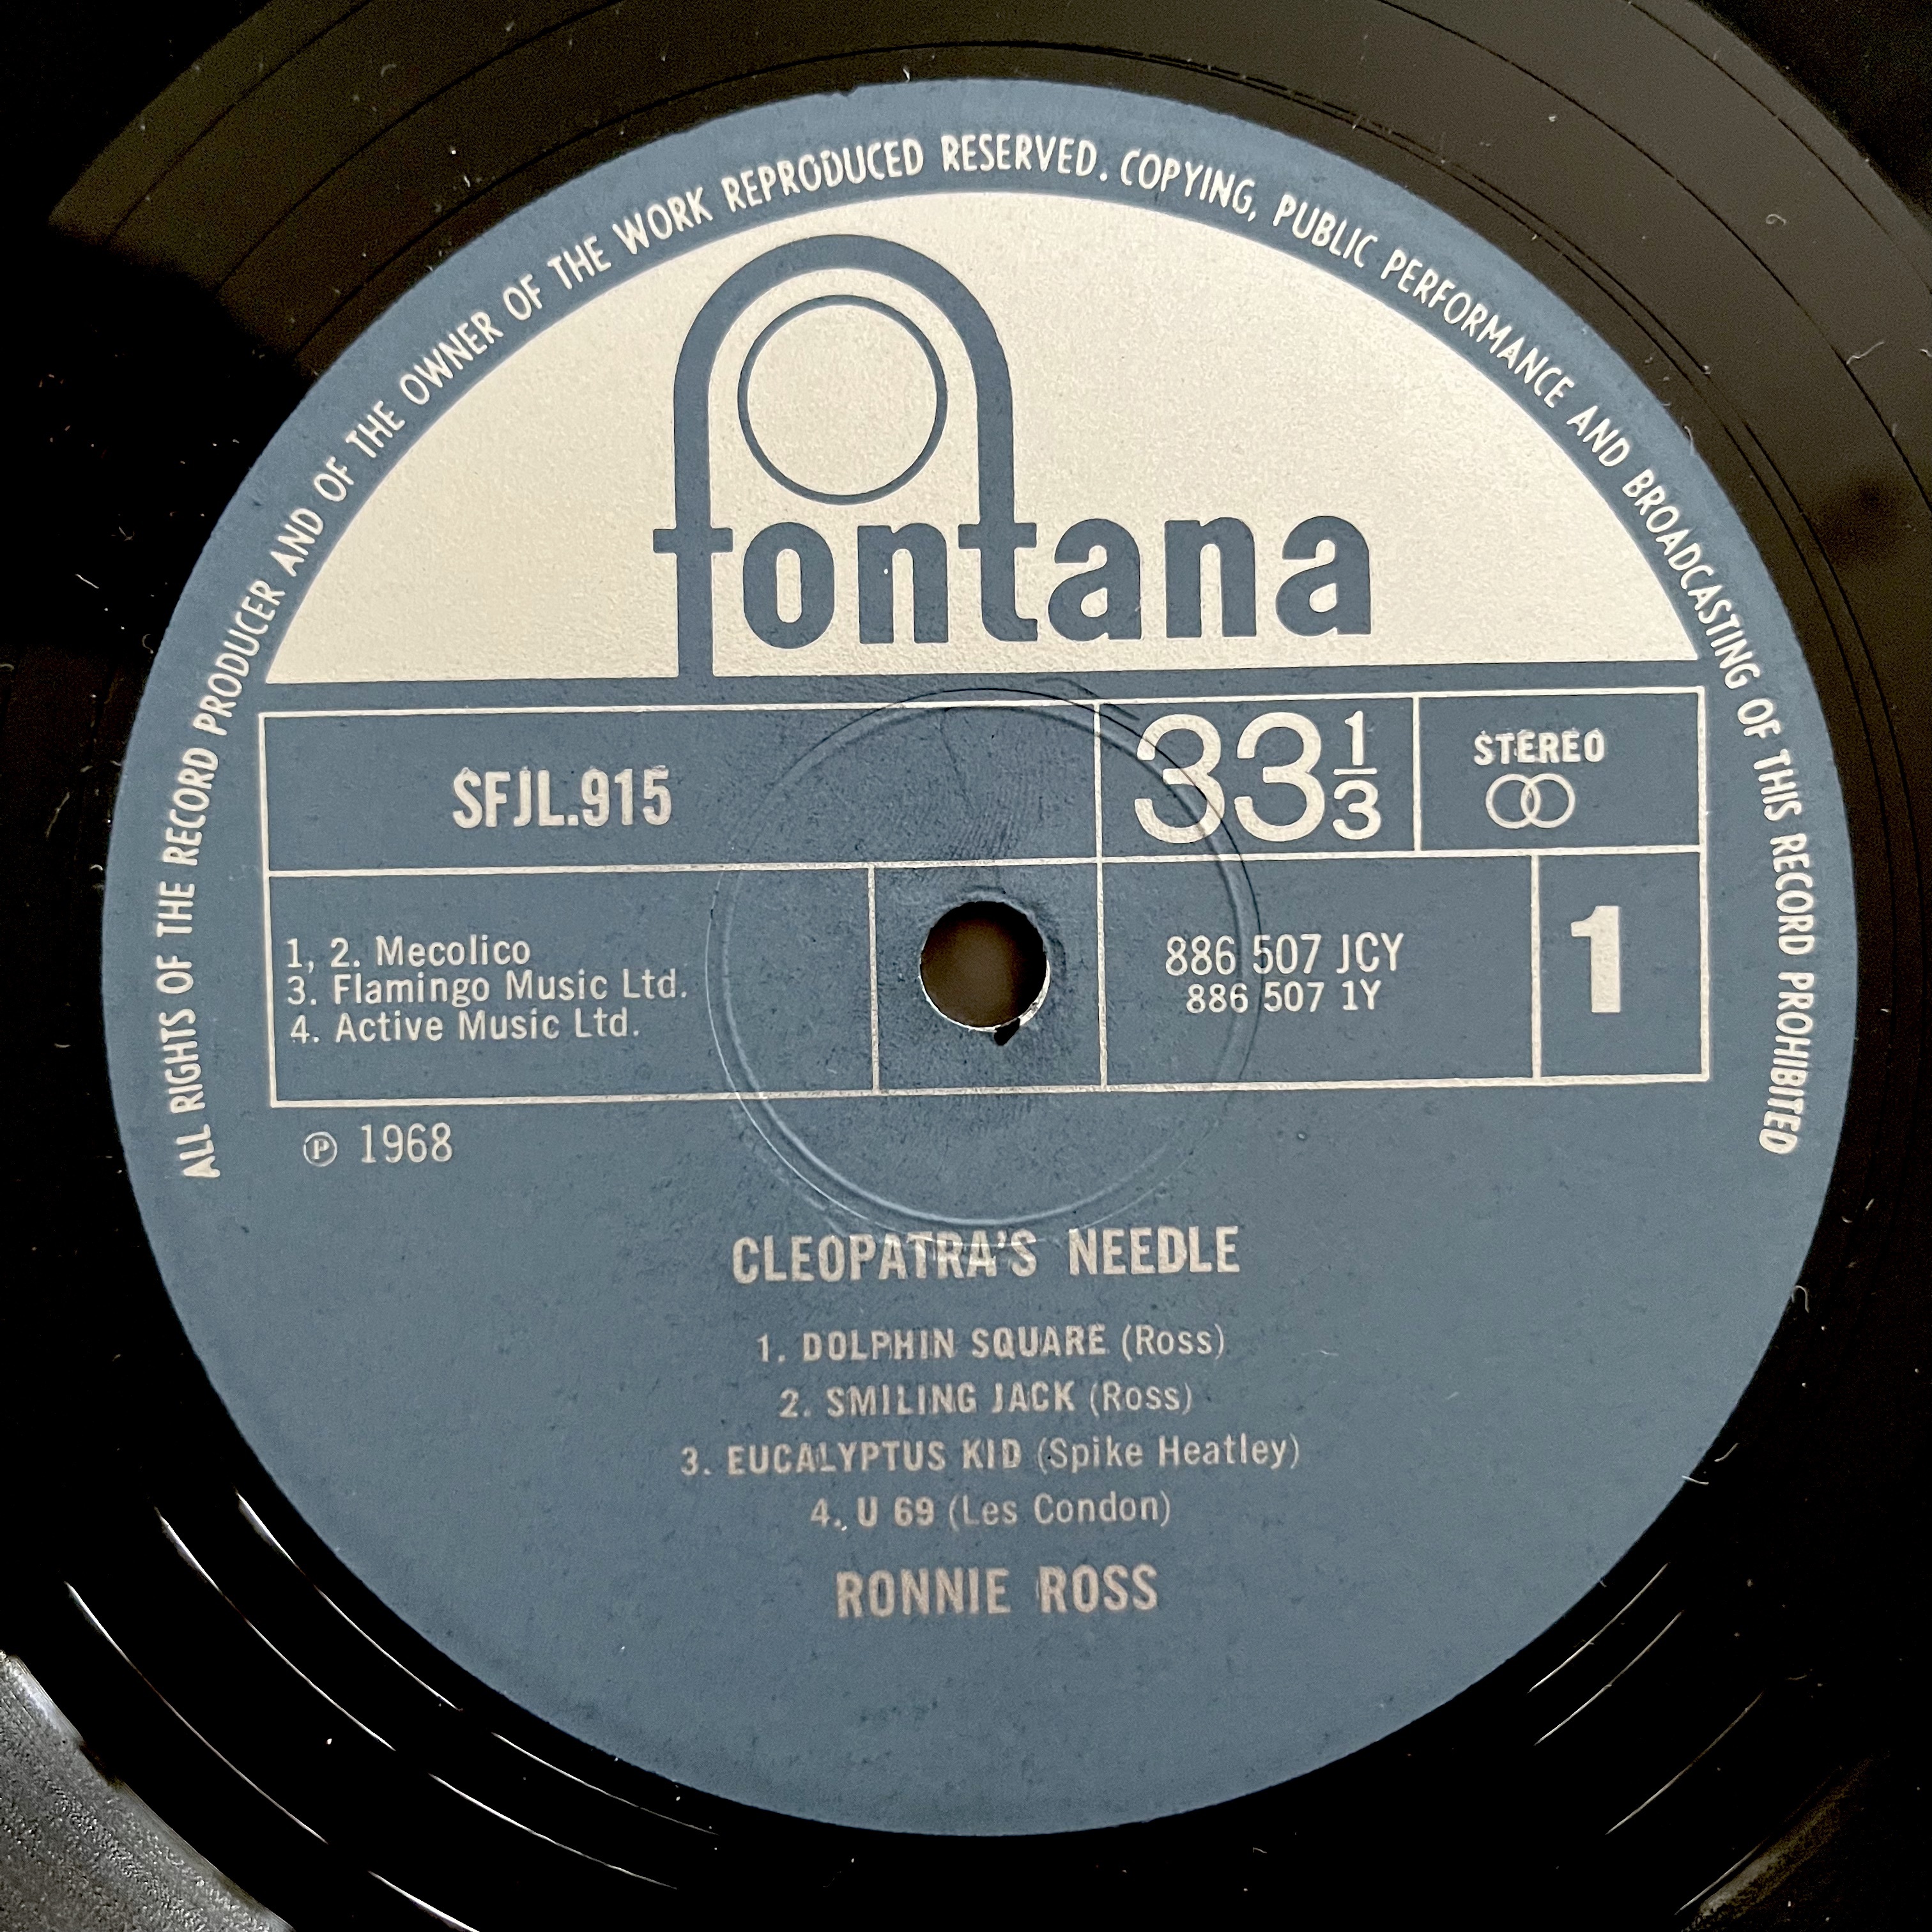 ALL RIGHTS OF THE RECORD PRODUCER AND OF THE OWNER OF THE WORK REPRODUCED RESERVED. COPYING, PUBLIC PERFORMANCE AND BROADCASTING OF THIS RECORD PROHIBITED
fontana
SFJL.915
33 1/3
STEREO
1, 2. Mecolico
3. Flamingo Music Ltd.
4. Active Music Ltd.
886 507 JCY
886 507 1Y
1
℗ 1968
CLEOPATRA'S NEEDLE
1. DOLPHIN SQUARE (Ross)
2. SMILING JACK (Ross)
3. EUCALYPTUS KID (Spike Heatley)
4. U 69 (Les Condon)
RONNIE ROSS